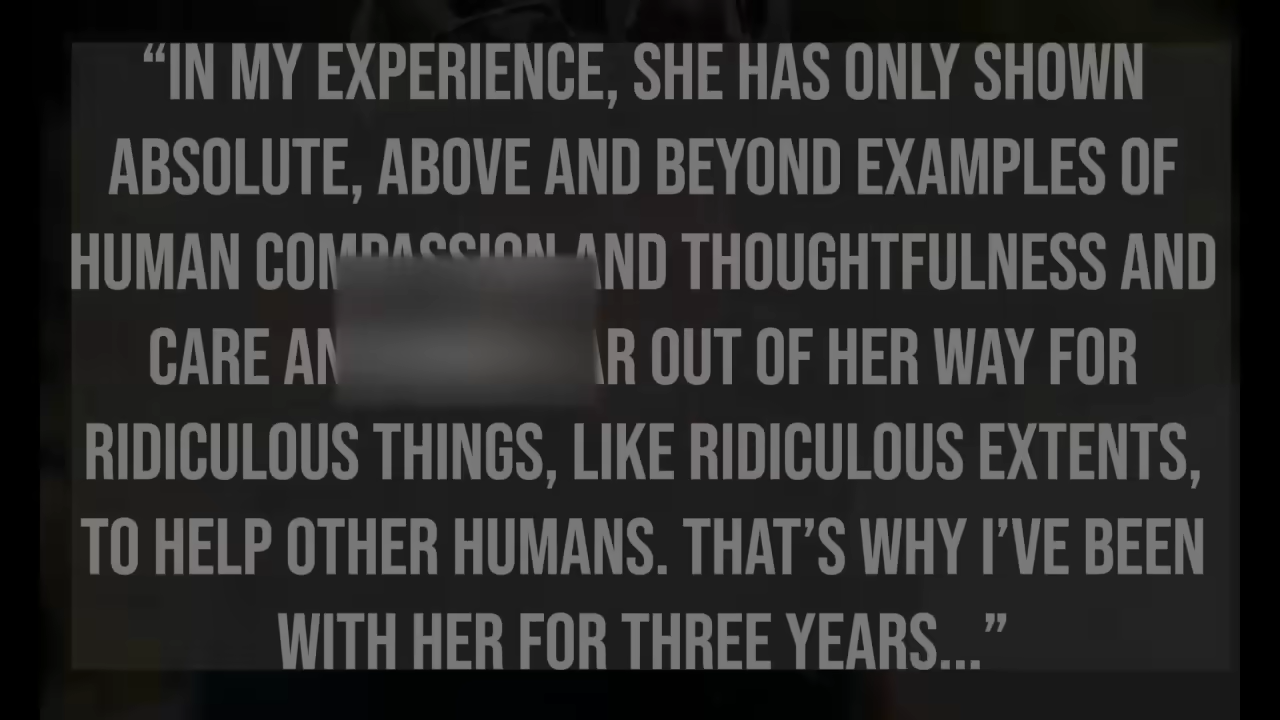 “IN MY EXPERIENCE, SHE HAS ONLY SHOWN
ABSOLUTE, ABOVE AND BEYOND EXAMPLES OF
HUMAN COMPASSION AND THOUGHTFULNESS AND
CARE OUT OF HER WAY FOR
RIDICULOUS THINGS, LIKE RIDICULOUS EXTENTS,
TO HELP OTHER HUMANS. THAT’S WHY I’VE BEEN
WITH HER FOR THREE YEARS...”